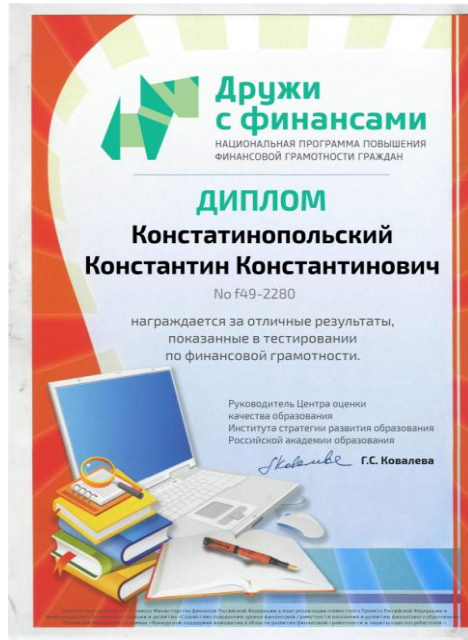 Дружи
с финансами
НАЦИОНАЛЬНАЯ ПРОГРАММА ПОВЫШЕНИЯ
ФИНАНСОВОЙ ГРАМОТНОСТИ ГРАЖДАН
ДИПЛОМ
Констатинопольский
Константин Константинович
No f49-2280
награждается за отличные результаты,
показанные в тестировании
по финансовой грамотности.
Руководитель Центра оценки
качества образования
Института стратегии развития образования
Российской академии образования
Г.С. Ковалева